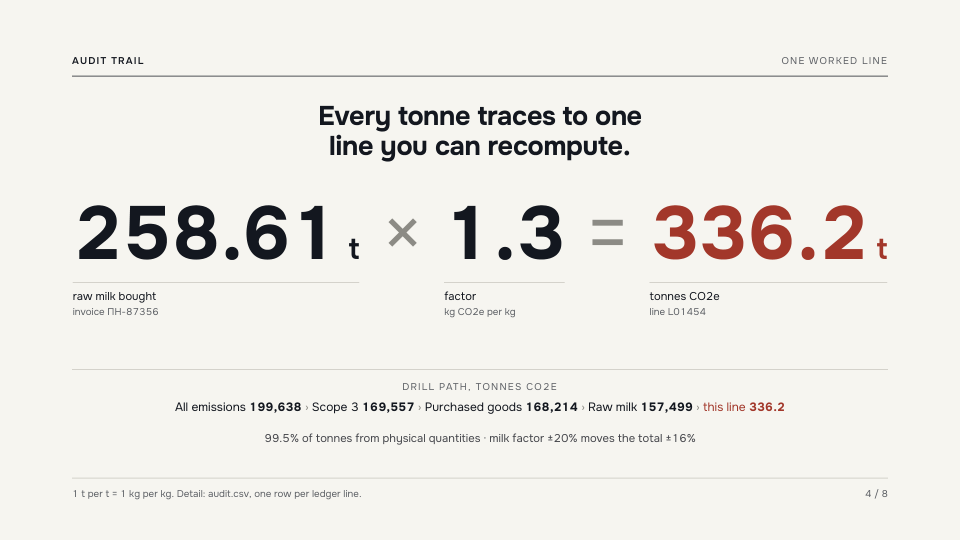 AUDIT TRAIL
ONE WORKED LINE
Every tonne traces to one
line you can recompute.
258.61 t × 1.3 = 336.2 t
raw milk bought
invoice ПН-87356
factor
kg CO2e per kg
tonnes CO2e
line L01454
DRILL PATH, TONNES CO2E
All emissions 199,638 › Scope 3 169,557 › Purchased goods 168,214 › Raw milk 157,499 › this line 336.2
99.5% of tonnes from physical quantities · milk factor ±20% moves the total ±16%
1 t per t = 1 kg per kg. Detail: audit.csv, one row per ledger line.
4 / 8